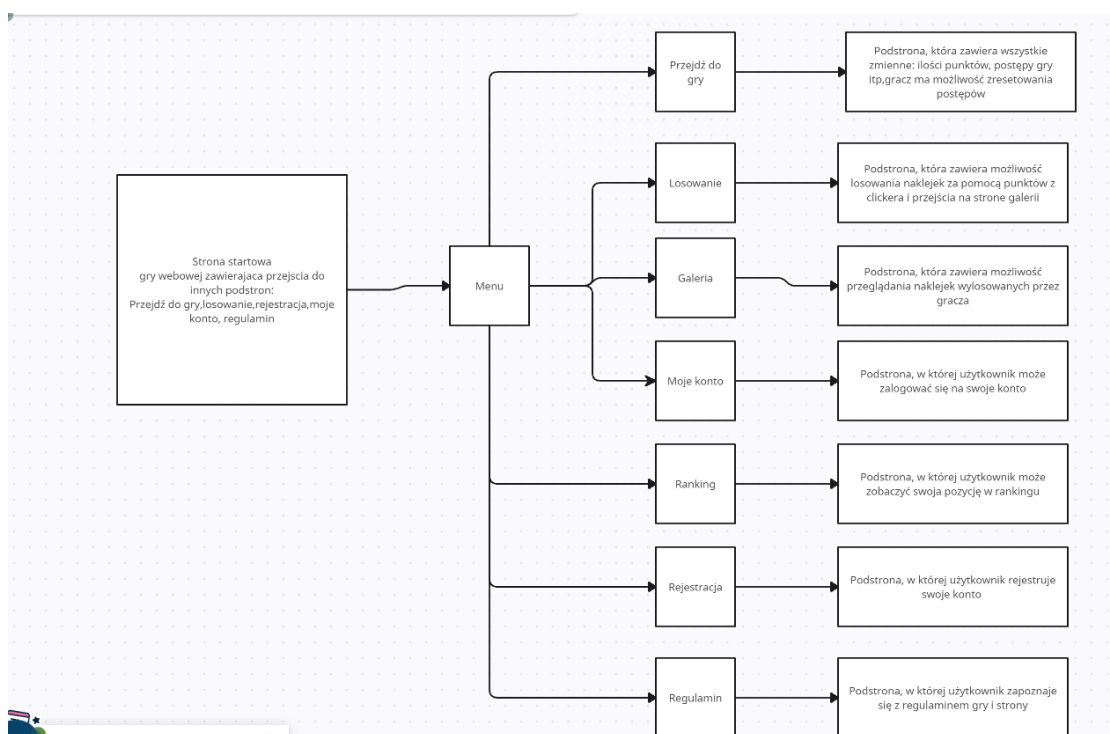 Strona startowa
gry webowej zawierajaca przejscia do
innych podstron:
Przejdź do gry,losowanie,rejestracja,moje
konto, regulamin
Menu
Przejdź do
gry
Podstrona, która zawiera wszystkie
zmienne: ilości punktów, postępy gry
itp,gracz ma możliwość zresetowania
postępów
Losowanie
Podstrona, która zawiera możliwość
losowania naklejek za pomocą punktów z
clickera i przejścia na strone galerii
Galeria
Podstrona, która zawiera możliwość
przeglądania naklejek wylosowanych przez
gracza
Moje konto
Podstrona, w której użytkownik może
zalogować się na swoje konto
Ranking
Podstrona, w której użytkownik może
zobaczyć swoja pozycję w rankingu
Rejestracja
Podstrona, w której użytkownik rejestruje
swoje konto
Regulamin
Podstrona, w której użytkownik zapoznaje
się z regulaminem gry i strony